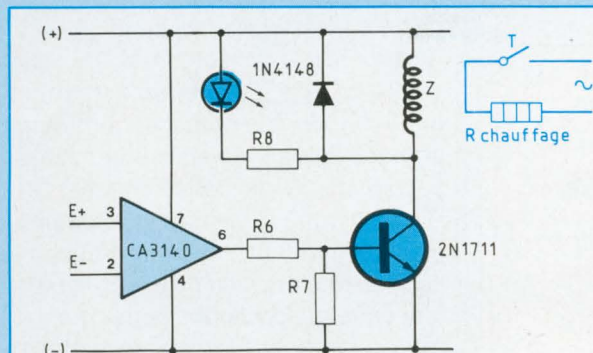 (+)
1N4148
T
Z
R chauffage
R8
E+
3
7
CA3140
6
R6
2N1711
E-
2
4
R7
(-)